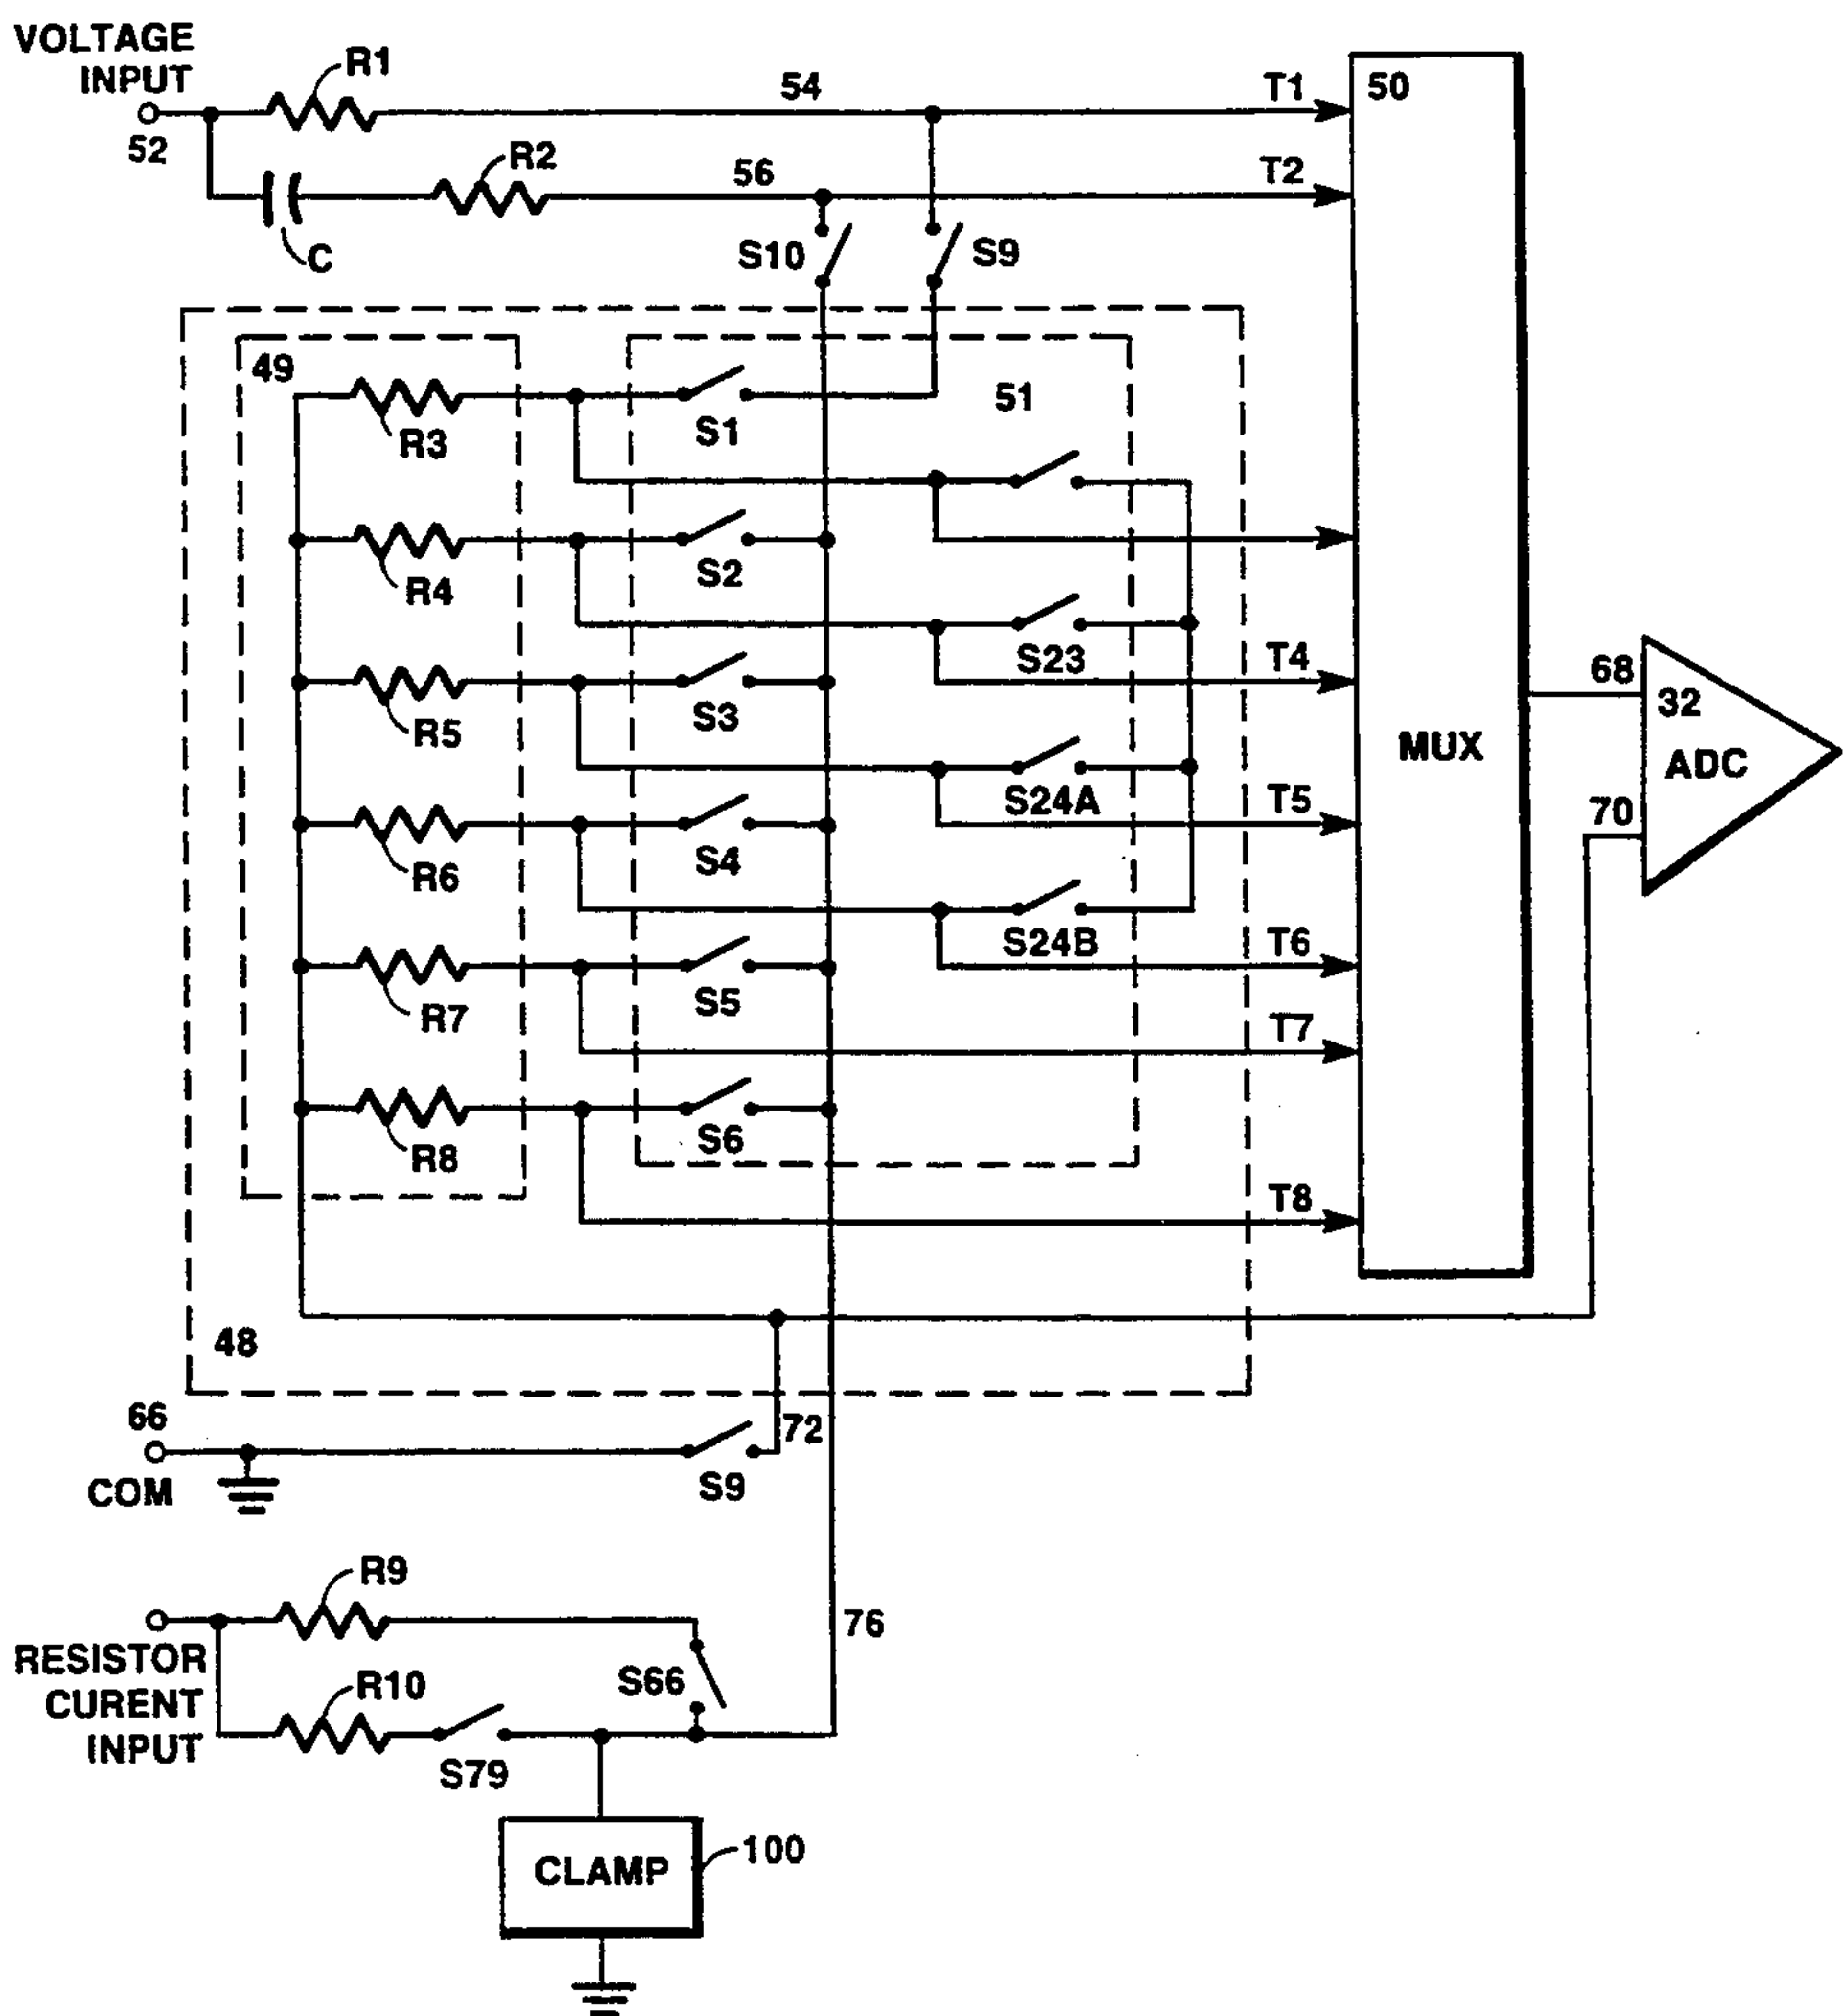 VOLTAGE
INPUT
52
R1
54
T1
50
R2
56
T2
C
S10
S9
49
R3
S1
51
R4
S2
S23
T4
R5
S3
S24A
T5
MUX
68
32
ADC
70
R6
S4
S24B
T6
R7
S5
T7
R8
S6
T8
48
66
COM
S9
72
R9
RESISTOR
CURENT
INPUT
R10
S66
76
S79
CLAMP
100